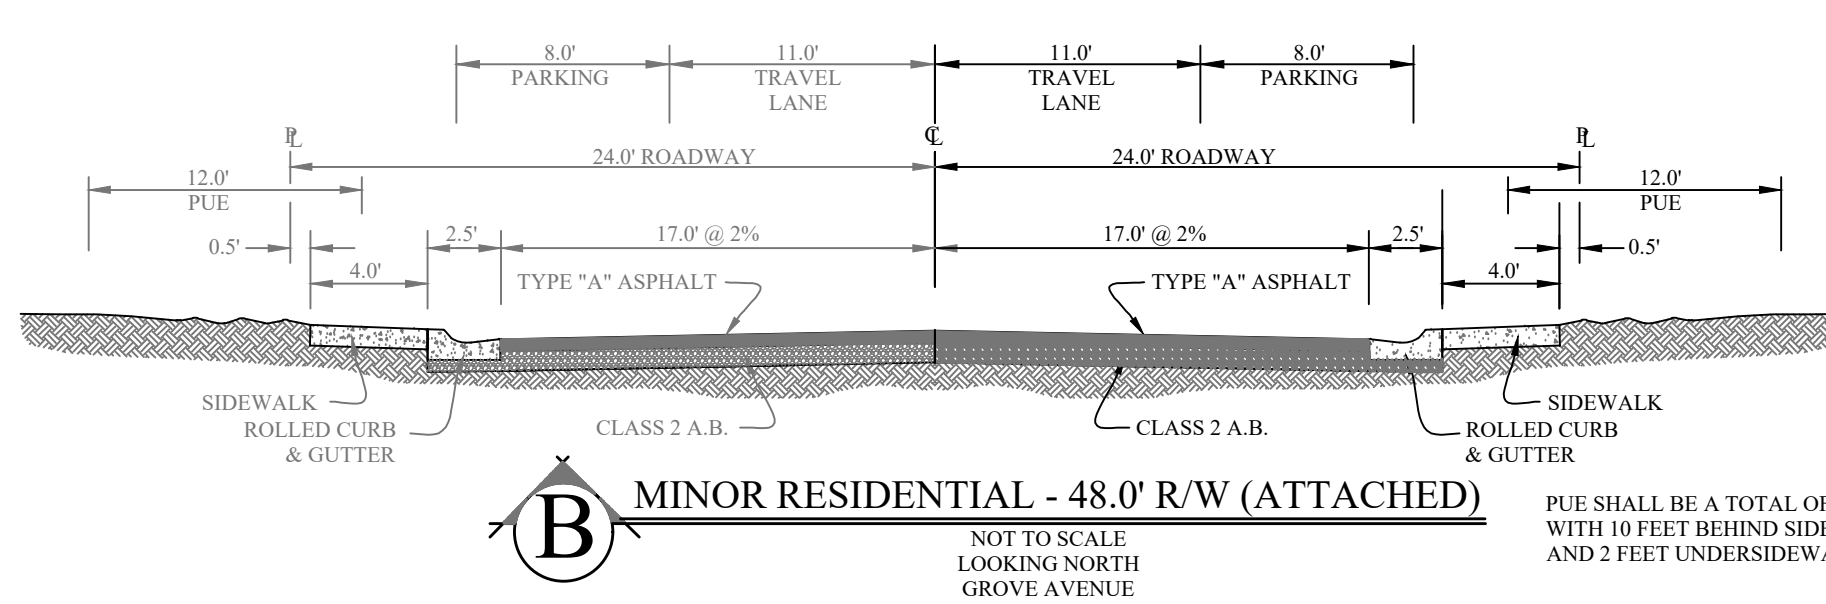 8.0'
PARKING
11.0'
TRAVEL
LANE
11.0'
TRAVEL
LANE
8.0'
PARKING
PL
CL
PL
24.0' ROADWAY
24.0' ROADWAY
12.0'
PUE
12.0'
PUE
0.5'
2.5'
17.0' @ 2%
17.0' @ 2%
2.5'
0.5'
4.0'
4.0'
TYPE "A" ASPHALT
TYPE "A" ASPHALT
SIDEWALK
ROLLED CURB
& GUTTER
CLASS 2 A.B.
CLASS 2 A.B.
SIDEWALK
ROLLED CURB
& GUTTER
B
MINOR RESIDENTIAL - 48.0' R/W (ATTACHED)
NOT TO SCALE
LOOKING NORTH
GROVE AVENUE
PUE SHALL BE A TOTAL OF
WITH 10 FEET BEHIND
AND 2 FEET